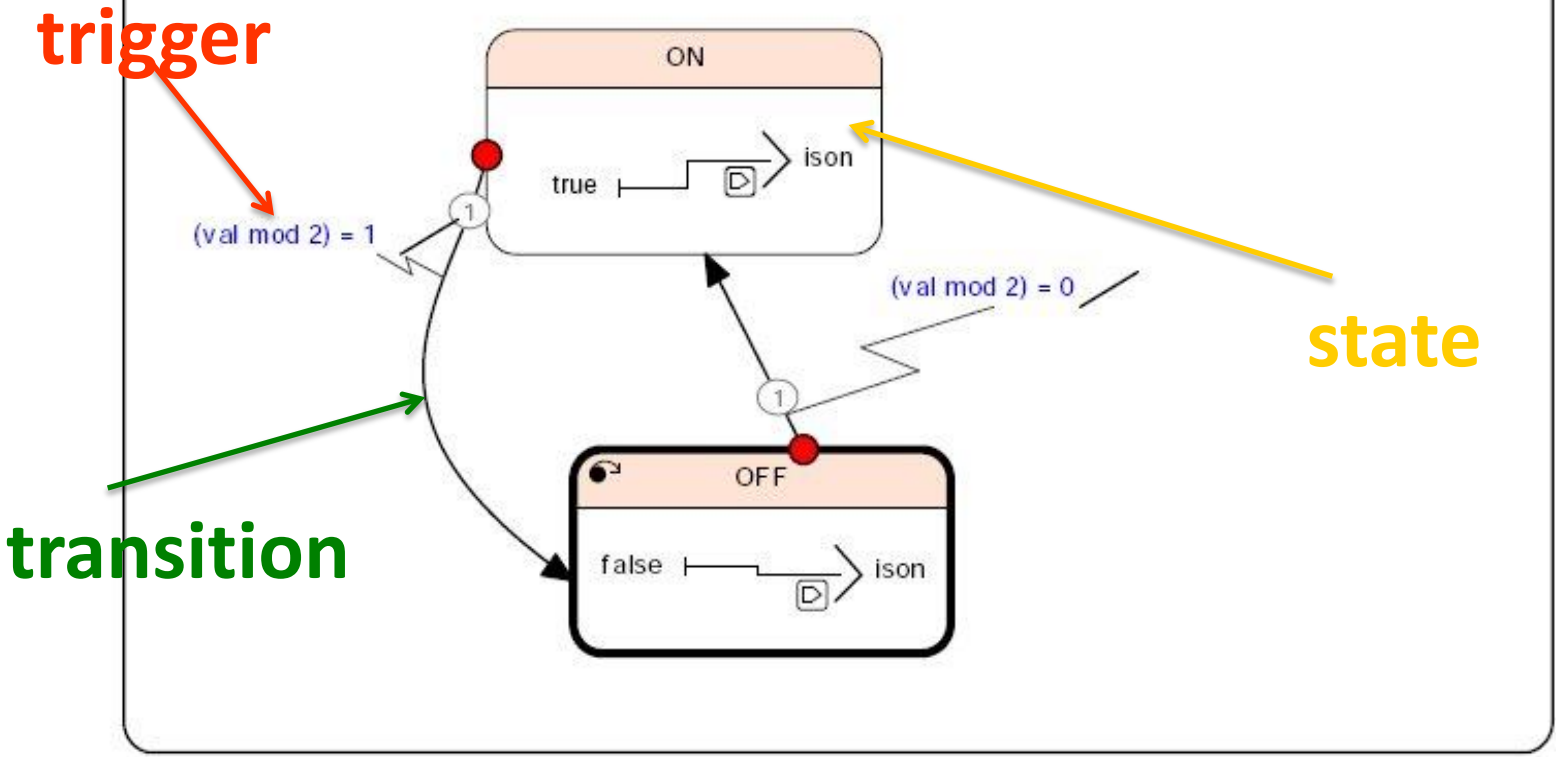 trigger
ON
true
ison
1
(val mod 2) = 1
(val mod 2) = 0
state
1
OFF
transition
false
ison